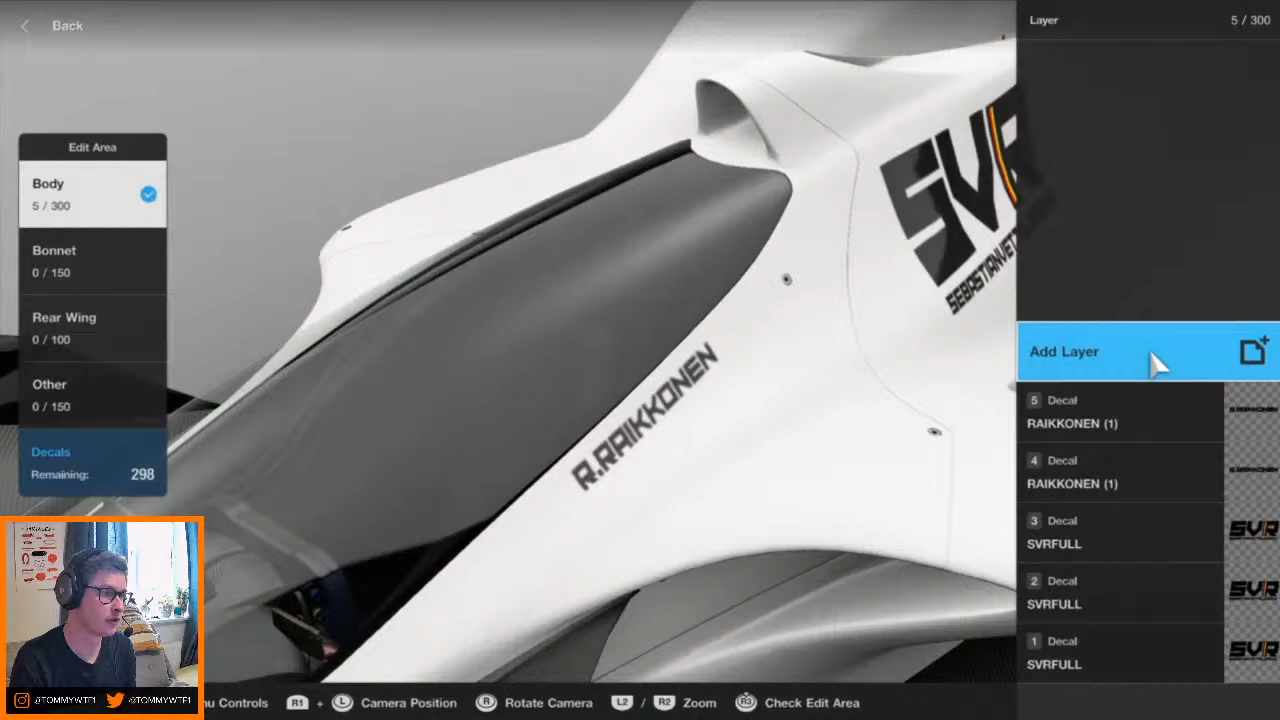 Back
Layer
5 / 300
Edit Area
Body
5 / 300
Bonnet
0 / 150
Rear Wing
0 / 100
Other
0 / 150
Decals
Remaining: 298
R.RAIKKONEN
Add Layer
5 Decal
RAIKKONEN (1)
4 Decal
RAIKKONEN (1)
3 Decal
SVRFULL
SVR
2 Decal
SVRFULL
SVR
1 Decal
SVRFULL
SVR
@TOMMYWTF1
@TOMMYWTF1
Controls
R1 + L Camera Position
R Rotate Camera
L2 / R2 Zoom
R3 Check Edit Area